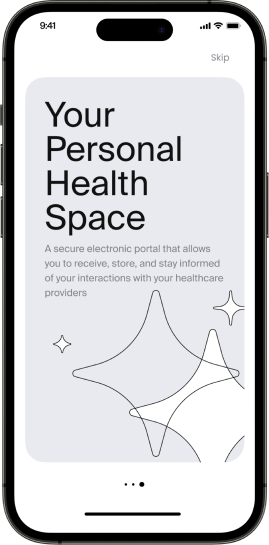 9:41
Skip
Your
Personal
Health
Space
A secure electronic portal that allows
you to receive, store, and stay informed
of your interactions with your healthcare
providers